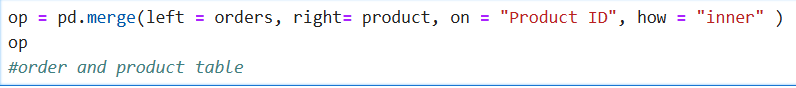 op = pd.merge(left = orders, right= product, on = "Product ID", how = "inner" )
op
#order and product table